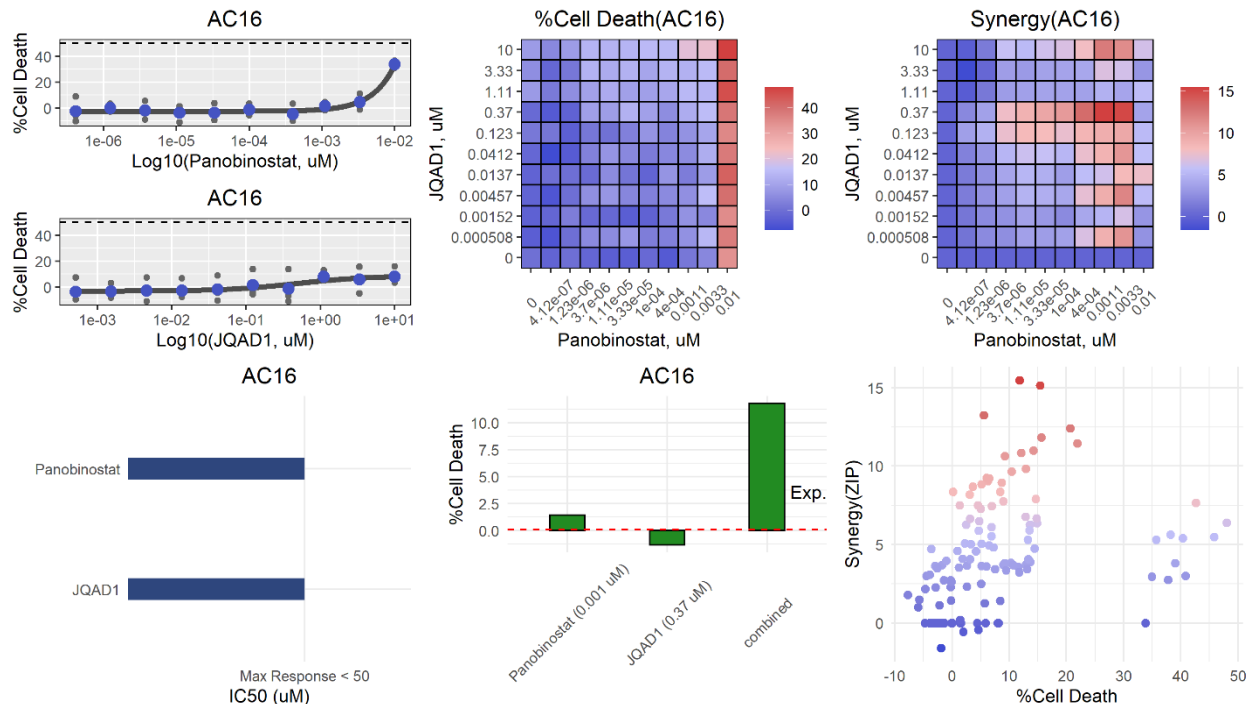 AC16
%Cell Death
40
20
0
1e-06
1e-05
1e-04
1e-03
1e-02
Log10(Panobinostat, uM)
AC16
%Cell Death
40
20
0
1e-03
1e-02
1e-01
1e+00
1e+01
Log10(JQAD1, uM)
%Cell Death(AC16)
JQAD1, uM
10
3.33
1.11
0.37
0.123
0.0412
0.0137
0.00457
0.00152
0.000508
0
0
4.12e-07
1.23e-06
3.7e-06
1.11e-05
3.33e-05
1e-04
4e-04
0.0011
0.0033
0.01
Panobinostat, uM
40
30
20
10
0
Synergy(AC16)
JQAD1, uM
10
3.33
1.11
0.37
0.123
0.0412
0.0137
0.00457
0.00152
0.000508
0
0
4.12e-07
1.23e-06
3.7e-06
1.11e-05
3.33e-05
1e-04
4e-04
0.0011
0.0033
0.01
Panobinostat, uM
15
10
5
0
AC16
Panobinostat
JQAD1
Max Response < 50
IC50 (uM)
AC16
%Cell Death
10.0
7.5
5.0
2.5
0.0
Exp.
Panobinostat (0.001 uM)
JQAD1 (0.37 uM)
combined
Synergy(ZIP)
15
10
5
0
-10
0
10
20
30
40
50
%Cell Death